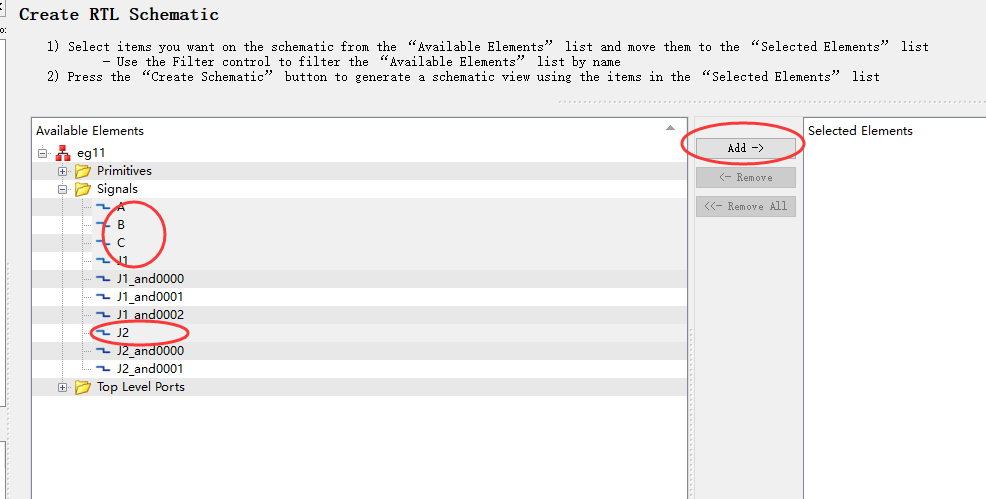 Create RTL Schematic
o:
1) Select items you want on the schematic from the “Available Elements” list and move them to the “Selected Elements” list
- Use the Filter control to filter the “Available Elements” list by name
2) Press the “Create Schematic” button to generate a schematic view using the items in the “Selected Elements” list
Available Elements
Selected Elements
eg11
Add ->
Primitives
<- Remove
Signals
<<- Remove All
A
B
C
J1
J1_and0000
J1_and0001
J1_and0002
J2
J2_and0000
J2_and0001
Top Level Ports